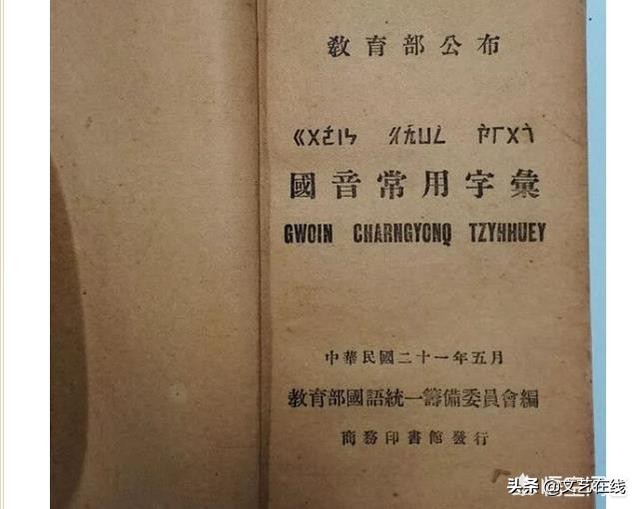 教育部公布
ㄍㄨㄛˊㄧㄣ ㄔㄤˊㄩㄥˋ ㄗˋㄏㄨㄟˋ
國音常用字彙
GWOIN CHARNGYONQ TZYHHUEY
中華民國二十一年五月
教育部國語統一籌備委員會編
商務印書館發行
头条 @文艺在线